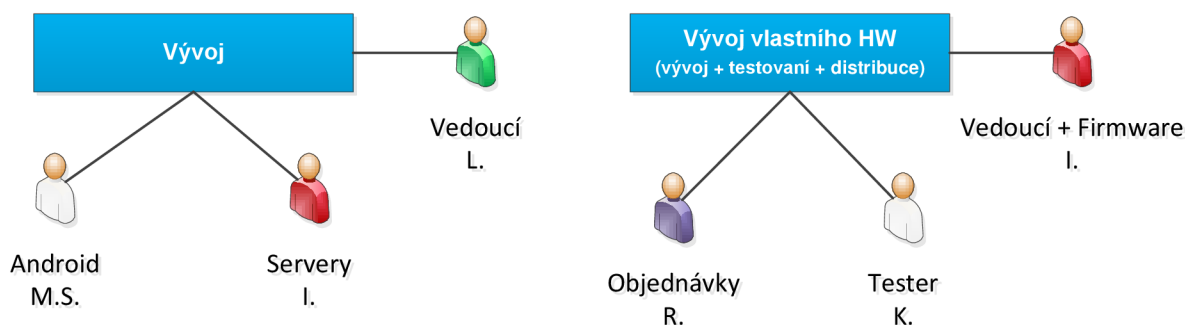 Vývoj
Vedoucí
L.
Android
M.S.
Servery
I.
Vývoj vlastního HW
(vývoj + testovaní + distribuce)
Vedoucí + Firmware
I.
Objednávky
R.
Tester
K.